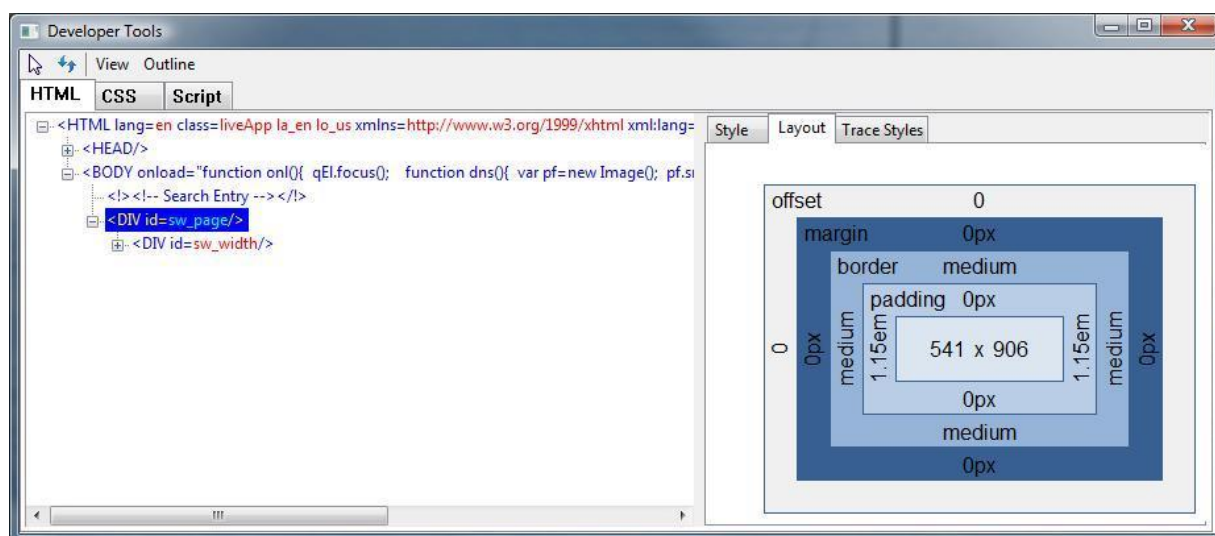 Developer Tools
View Outline
HTML CSS Script
<HTML lang=en class=liveApp la_en lo_us xmlns=http://www.w3.org/1999/xhtml xml:lang=
<HEAD/>
<BODY onload="function onl(){ qEl.focus(); function dns(){ var pf=new Image(); pf.sr
<!><!-- Search Entry --></!>
<DIV id=sw_page/>
<DIV id=sw_width/>
Style Layout Trace Styles
offset 0
margin 0px
border medium
padding 0px
0 0px medium 1.15em 541 x 906 1.15em medium 0px
0px
medium
0px